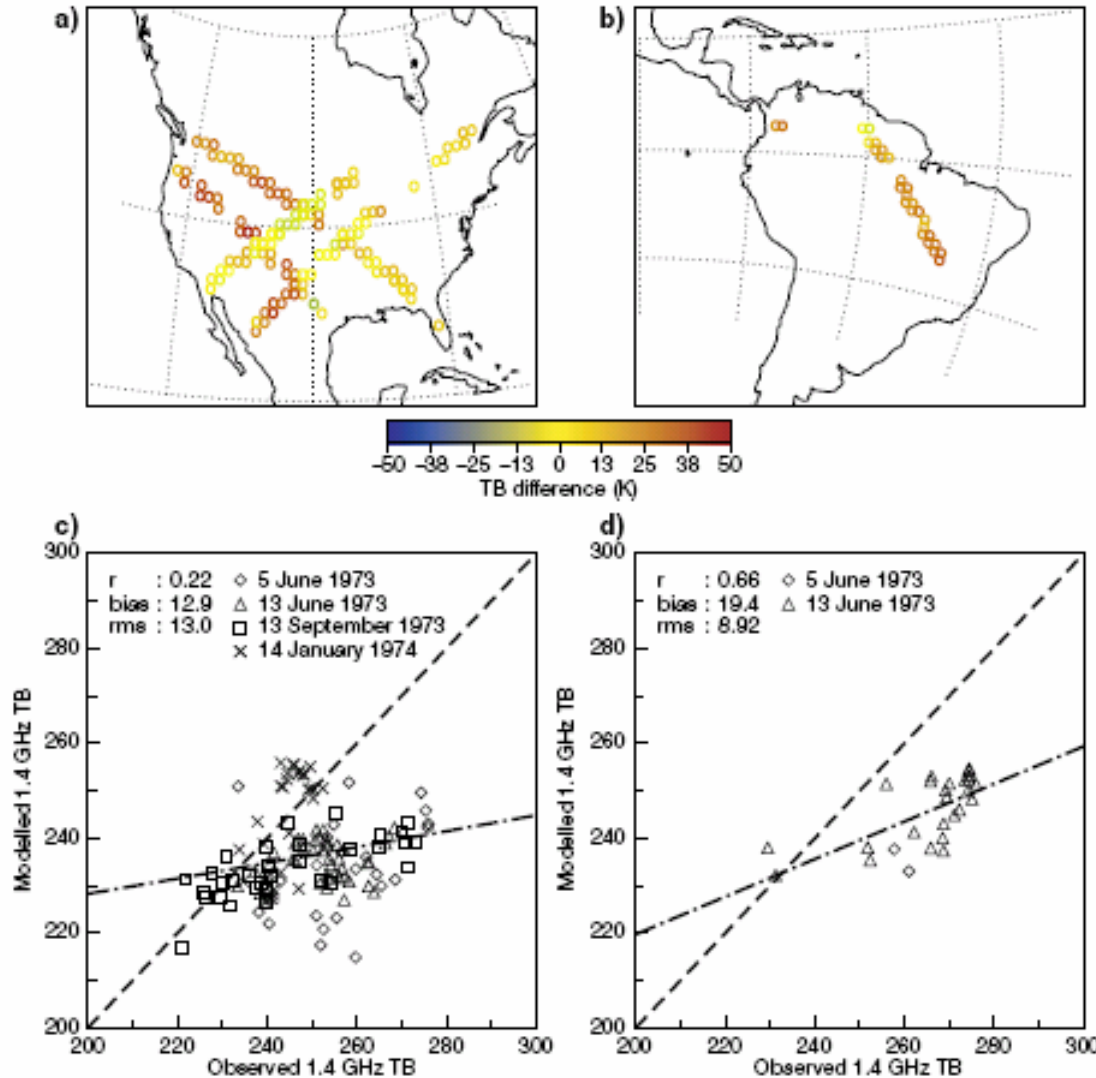 a)
b)
−50 −38 −25 −13 0 13 25 38 50
TB difference (K)
c)
r : 0.22
bias : 12.9
rms : 13.0
5 June 1973
13 June 1973
13 September 1973
14 January 1974
300
280
260
240
220
200
Modelled 1.4 GHz TB
200 220 240 260 280 300
Observed 1.4 GHz TB
d)
r : 0.66
bias : 19.4
rms : 8.92
5 June 1973
13 June 1973
300
280
260
240
220
200
Modelled 1.4 GHz TB
200 220 240 260 280 300
Observed 1.4 GHz TB